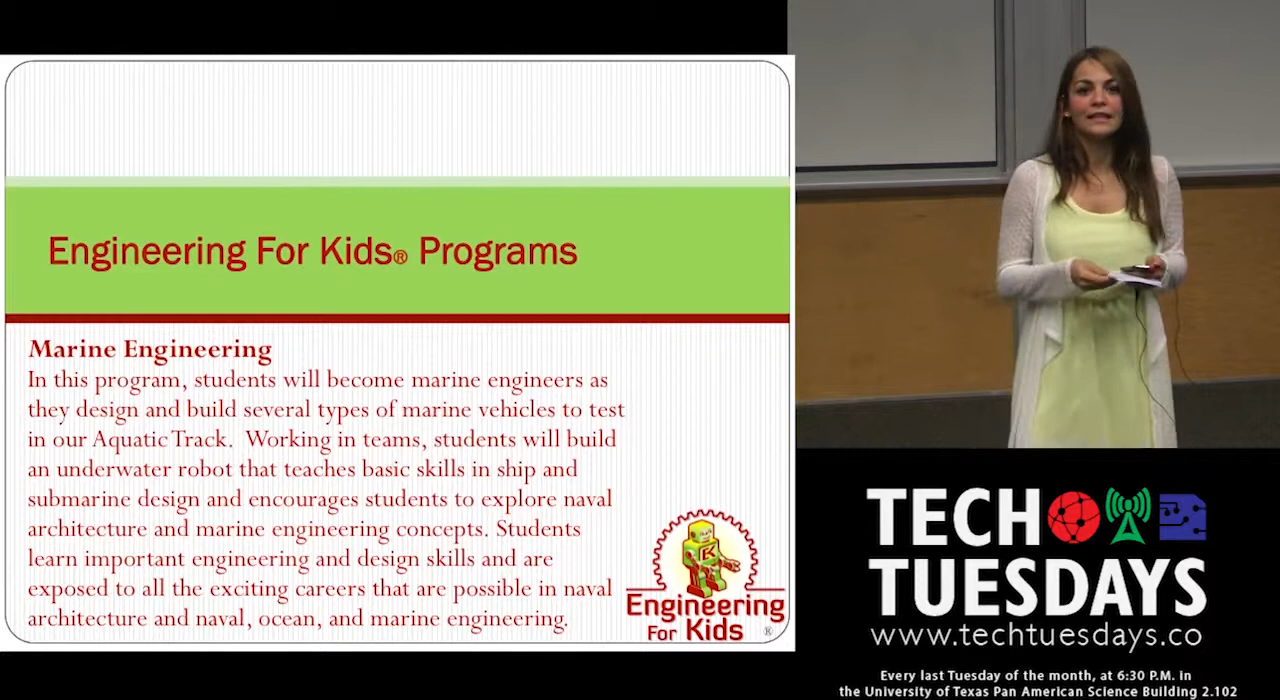 Engineering For Kids® Programs
Marine Engineering
In this program, students will become marine engineers as
they design and build several types of marine vehicles to test
in our Aquatic Track.  Working in teams, students will build
an underwater robot that teaches basic skills in ship and
submarine design and encourages students to explore naval
architecture and marine engineering concepts. Students
learn important engineering and design skills and are
exposed to all the exciting careers that are possible in naval
architecture and naval, ocean, and marine engineering.
K
Engineering
For Kids ®
TECH
TUESDAYS
www.techtuesdays.co
Every last Tuesday of the month, at 6:30 P.M. in
the University of Texas Pan American Science Building 2.102